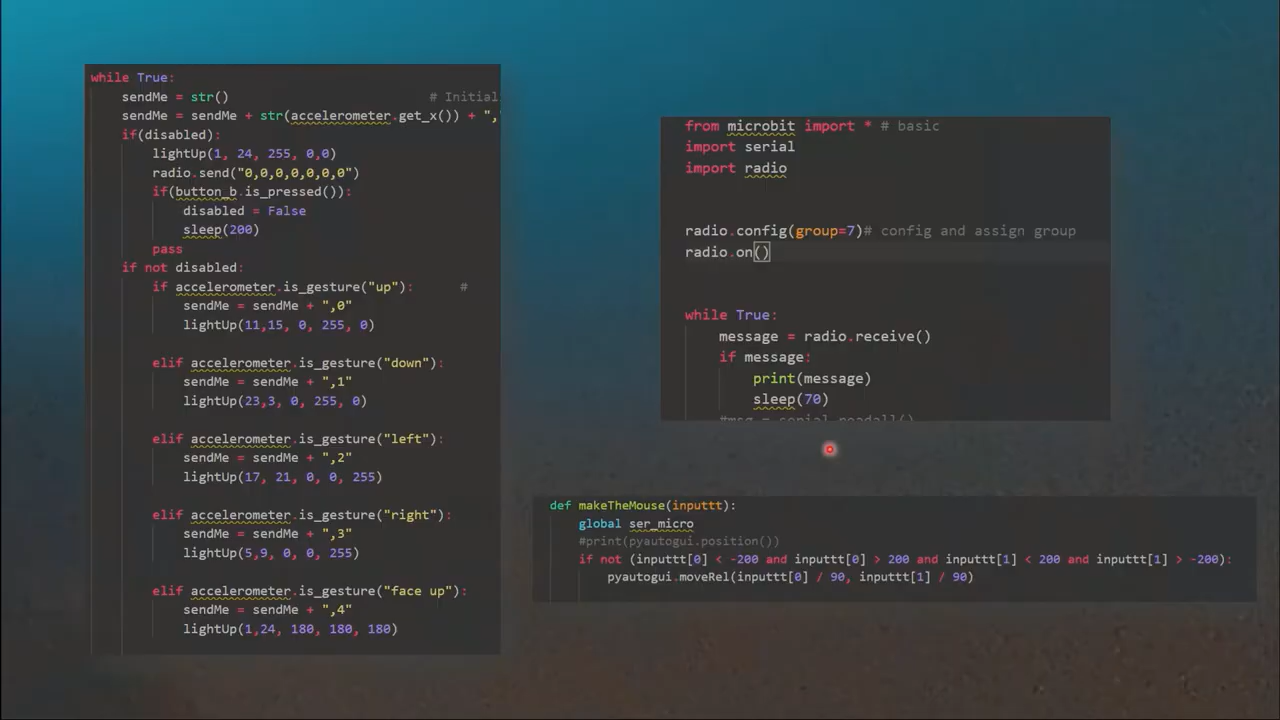 while True:
    sendMe = str()                          # Initial
    sendMe = sendMe + str(accelerometer.get_x()) + ",
    if(disabled):
        lightUp(1, 24, 255, 0,0)
        radio.send("0,0,0,0,0,0,0")
        if(button_b.is_pressed()):
            disabled = False
            sleep(200)
        pass
    if not disabled:
        if accelerometer.is_gesture("up"):      #
            sendMe = sendMe + ",0"
            lightUp(11,15, 0, 255, 0)
        elif accelerometer.is_gesture("down"):
            sendMe = sendMe + ",1"
            lightUp(23,3, 0, 255, 0)
        elif accelerometer.is_gesture("left"):
            sendMe = sendMe + ",2"
            lightUp(17, 21, 0, 0, 255)
        elif accelerometer.is_gesture("right"):
            sendMe = sendMe + ",3"
            lightUp(5,9, 0, 0, 255)
        elif accelerometer.is_gesture("face up"):
            sendMe = sendMe + ",4"
            lightUp(1,24, 180, 180, 180)
from microbit import * # basic
import serial
import radio
radio.config(group=7)# config and assign group
radio.on()
while True:
    message = radio.receive()
    if message:
        print(message)
        sleep(70)
    #msg = serial.readall()
def makeTheMouse(inputtt):
    global ser_micro
    #print(pyautogui.position())
    if not (inputtt[0] < -200 and inputtt[0] > 200 and inputtt[1] < 200 and inputtt[1] > -200):
        pyautogui.moveRel(inputtt[0] / 90, inputtt[1] / 90)